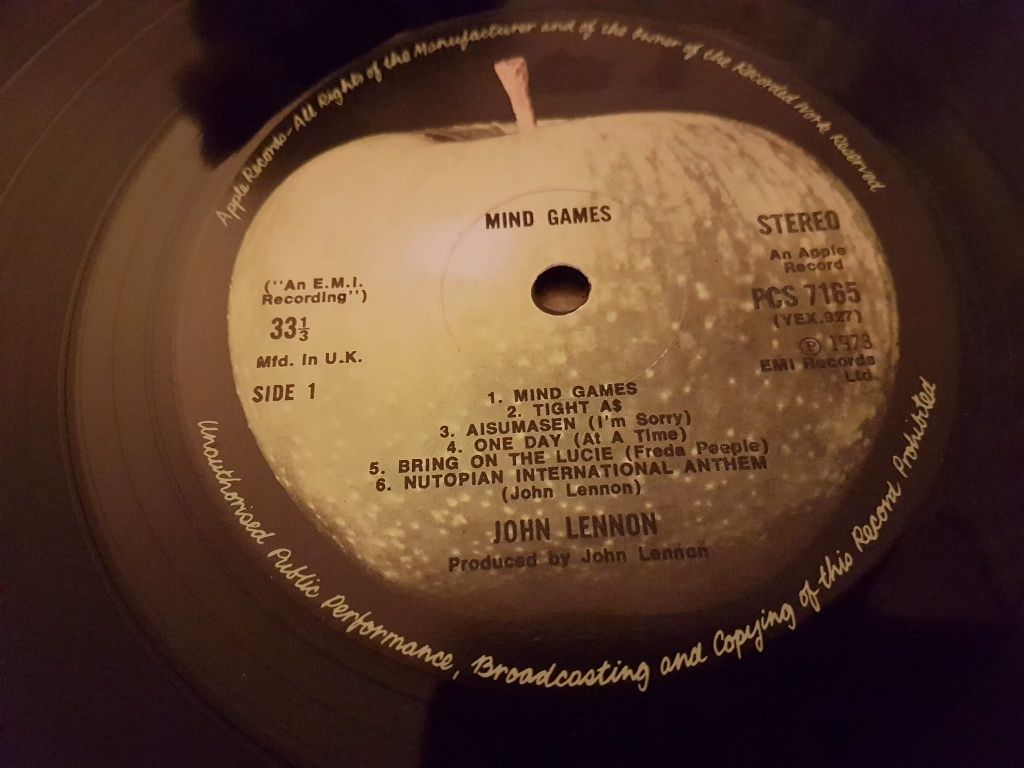 Apple Records - All Rights of the Manufacturer and of the Owner of the Recorded Work Reserved
MIND GAMES
STEREO
An Apple
Record
PCS 7165
(YEX.927)
Ⓟ 1973
EMI Records
Ltd.
("An E.M.I.
Recording")
33⅓
Mfd. In U.K.
SIDE 1
1. MIND GAMES
2. TIGHT A$
3. AISUMASEN (I'm Sorry)
4. ONE DAY (At A Time)
5. BRING ON THE LUCIE (Freda Peeple)
6. NUTOPIAN INTERNATIONAL ANTHEM
(John Lennon)
JOHN LENNON
Produced by John Lennon
Unauthorised Public Performance, Broadcasting and Copying of this Record Prohibited